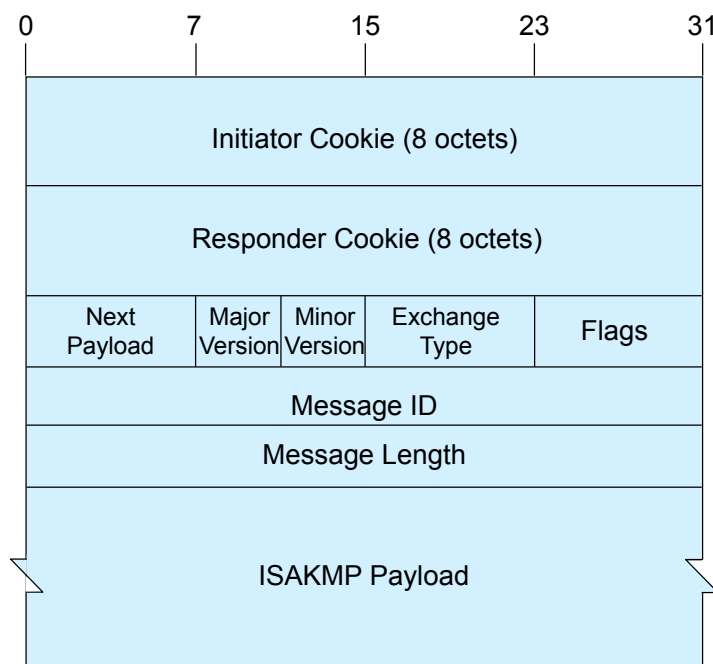 0 7 15 23 31
Initiator Cookie (8 octets)
Responder Cookie (8 octets)
Next Payload
Major Version
Minor Version
Exchange Type
Flags
Message ID
Message Length
ISAKMP Payload